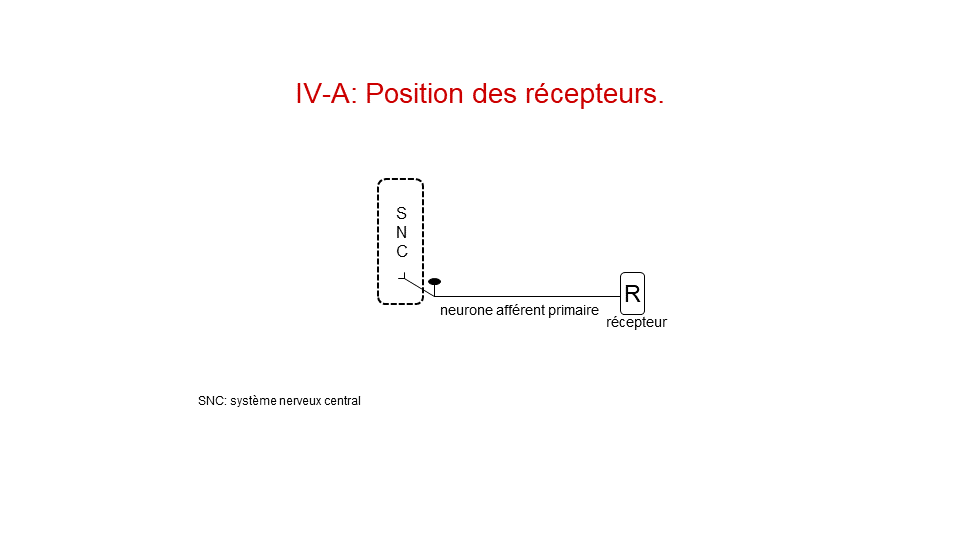 IV-A: Position des récepteurs.
S
N
C
R
neurone afférent primaire
récepteur
SNC: système nerveux central